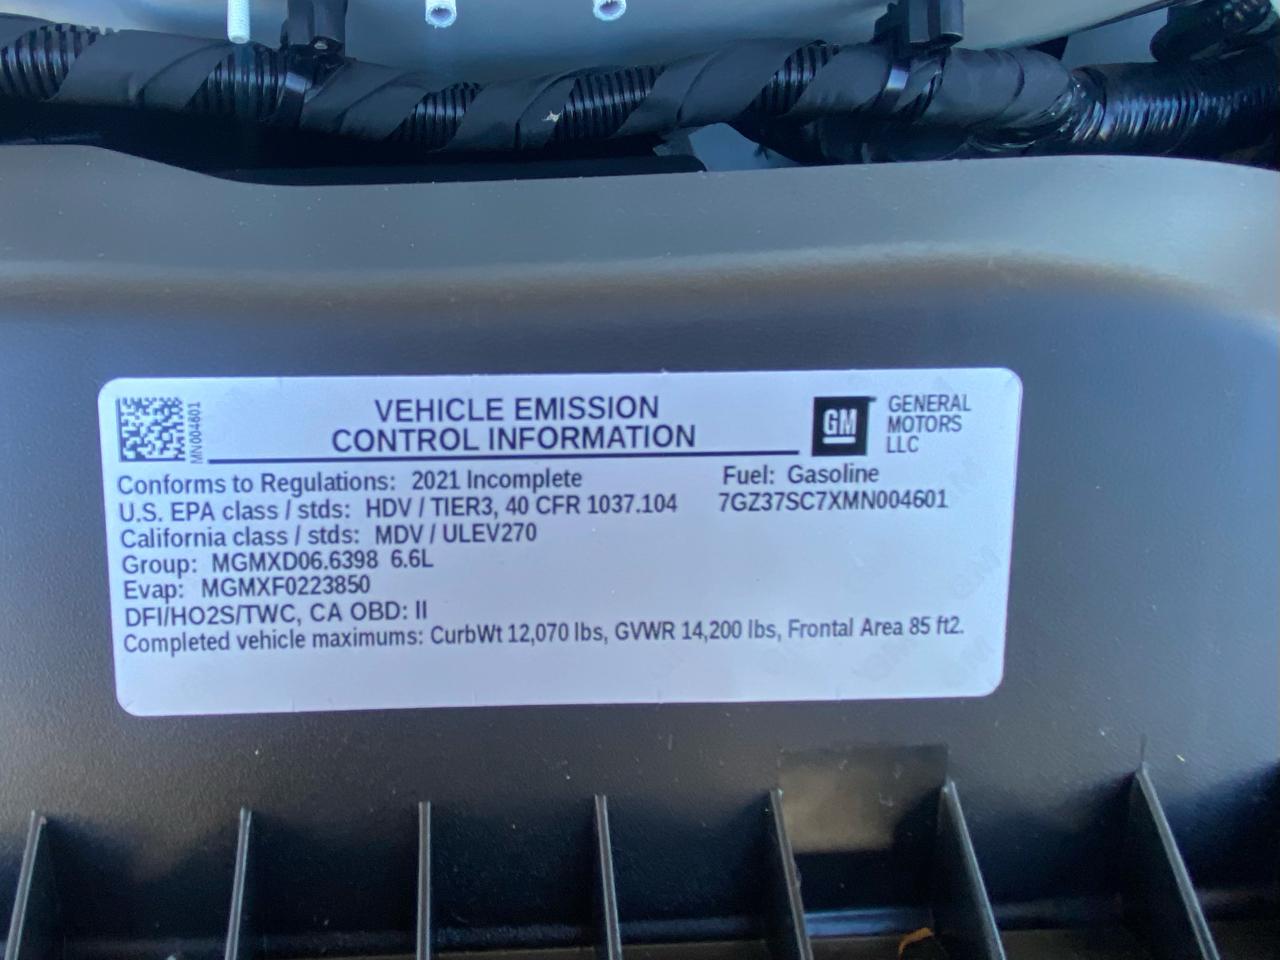 MN004601
VEHICLE EMISSION
CONTROL INFORMATION
GM
GENERAL
MOTORS
LLC
Conforms to Regulations: 2021 Incomplete
Fuel: Gasoline
U.S. EPA class / stds: HDV / TIER3, 40 CFR 1037.104
7GZ37SC7XMN004601
California class / stds: MDV / ULEV270
Group: MGMXD06.6398 6.6L
Evap: MGMXF0223850
DFI/HO2S/TWC, CA OBD: II
Completed vehicle maximums: CurbWt 12,070 lbs, GVWR 14,200 lbs, Frontal Area 85 ft2.